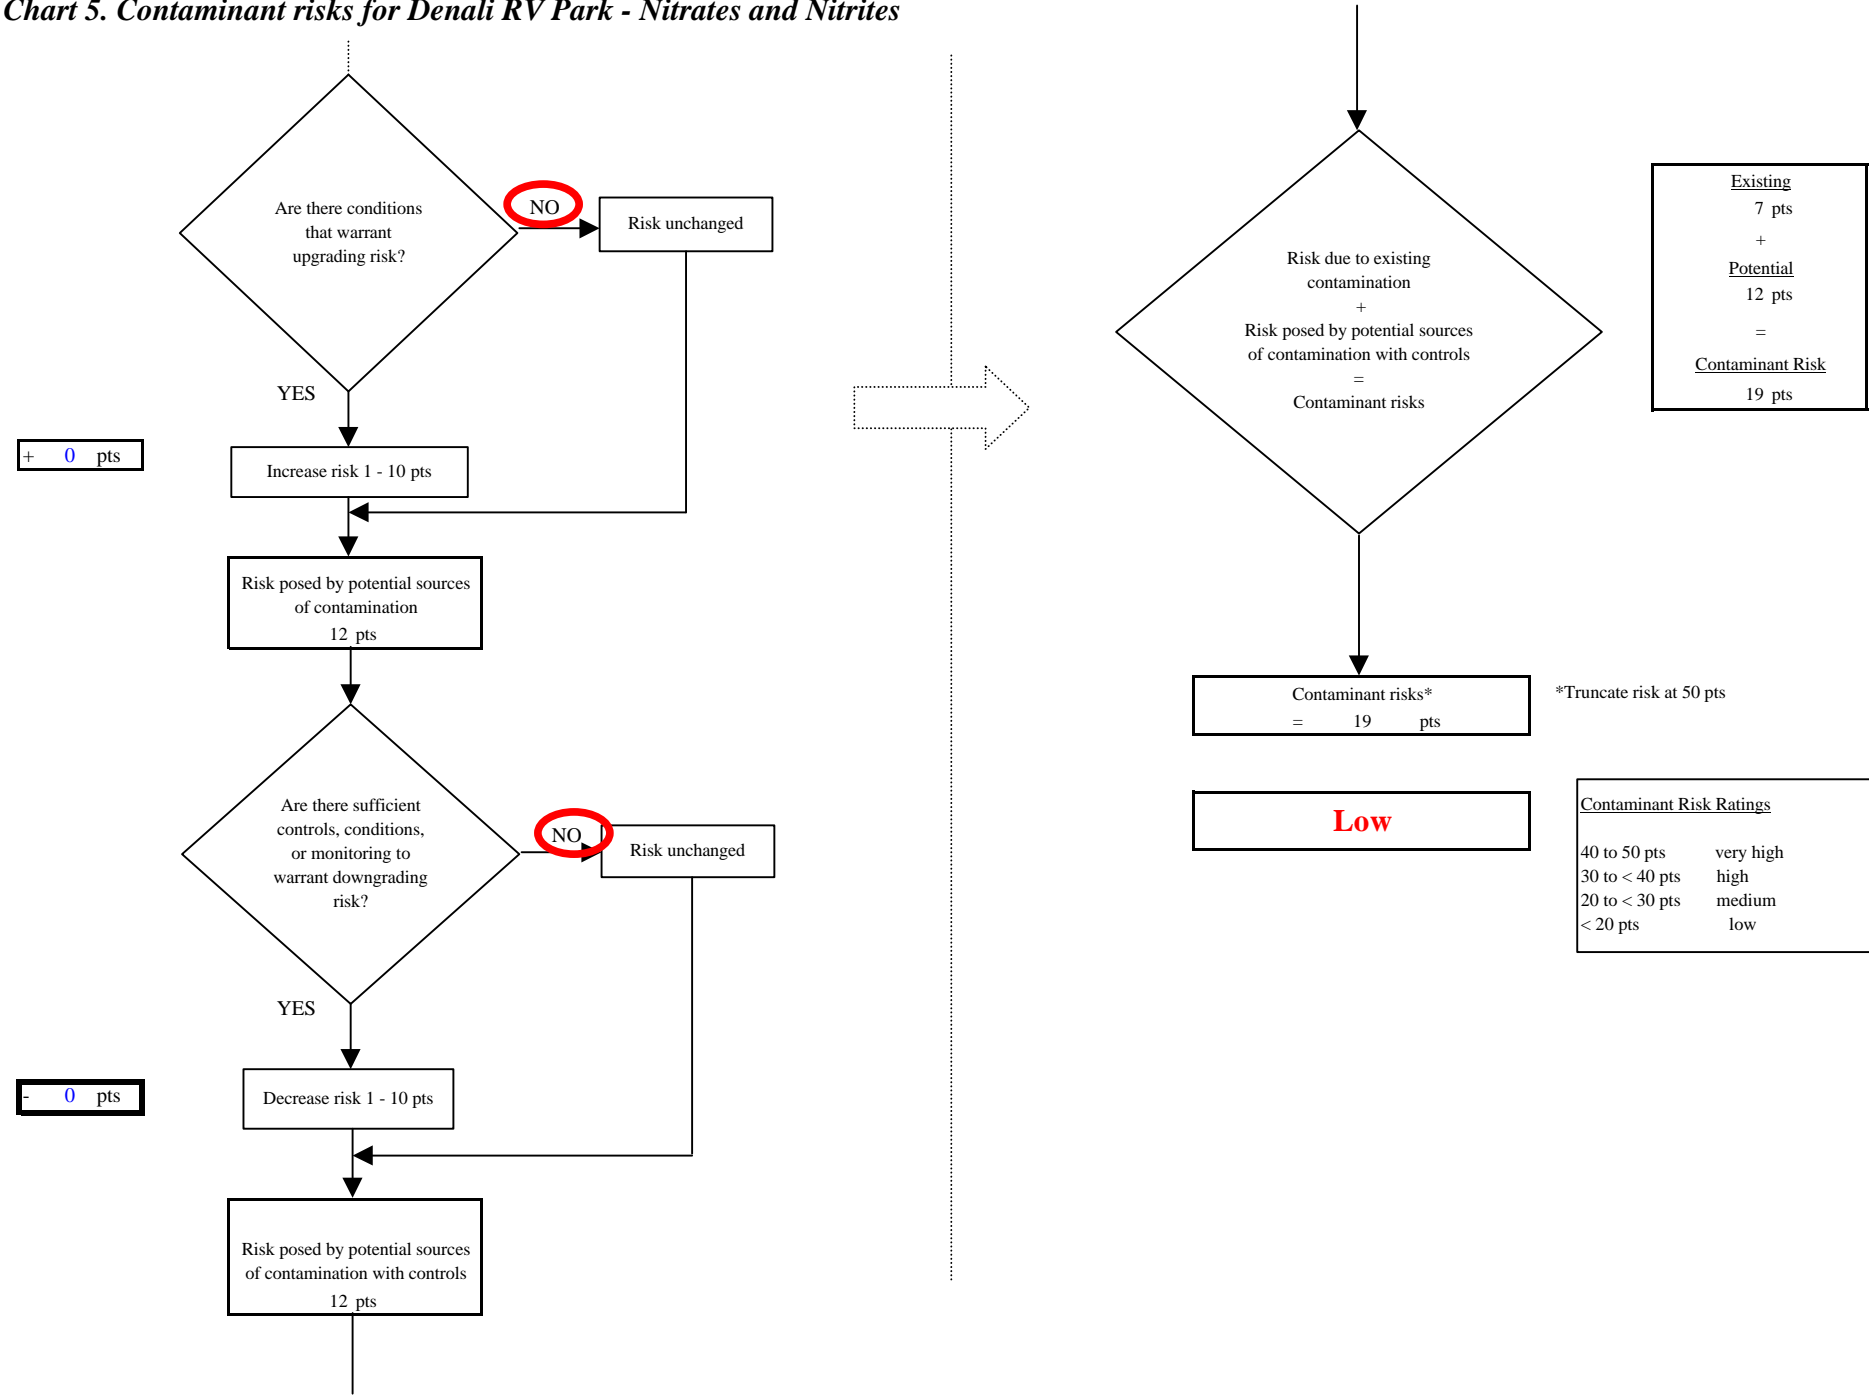 Chart 5. Contaminant risks for Denali RV Park - Nitrates and Nitrites
Are there conditions
that warrant
upgrading risk?
NO
Risk unchanged
YES
+ 0 pts
Increase risk 1 - 10 pts
Risk posed by potential sources
of contamination
12 pts
Are there sufficient
controls, conditions,
or monitoring to
warrant downgrading
risk?
NO
Risk unchanged
YES
- 0 pts
Decrease risk 1 - 10 pts
Risk posed by potential sources
of contamination with controls
12 pts
Risk due to existing
contamination
+
Risk posed by potential sources
of contamination with controls
=
Contaminant risks
Existing
7 pts
+
Potential
12 pts
=
Contaminant Risk
19 pts
Contaminant risks*
= 19 pts
*Truncate risk at 50 pts
Low
Contaminant Risk Ratings
40 to 50 pts very high
30 to < 40 pts high
20 to < 30 pts medium
< 20 pts low